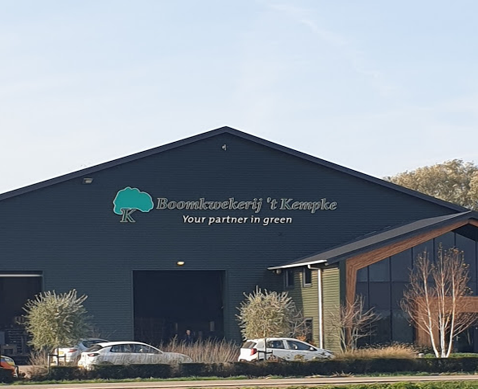 Boomkwekerij 't Kempke
Your partner in green
K